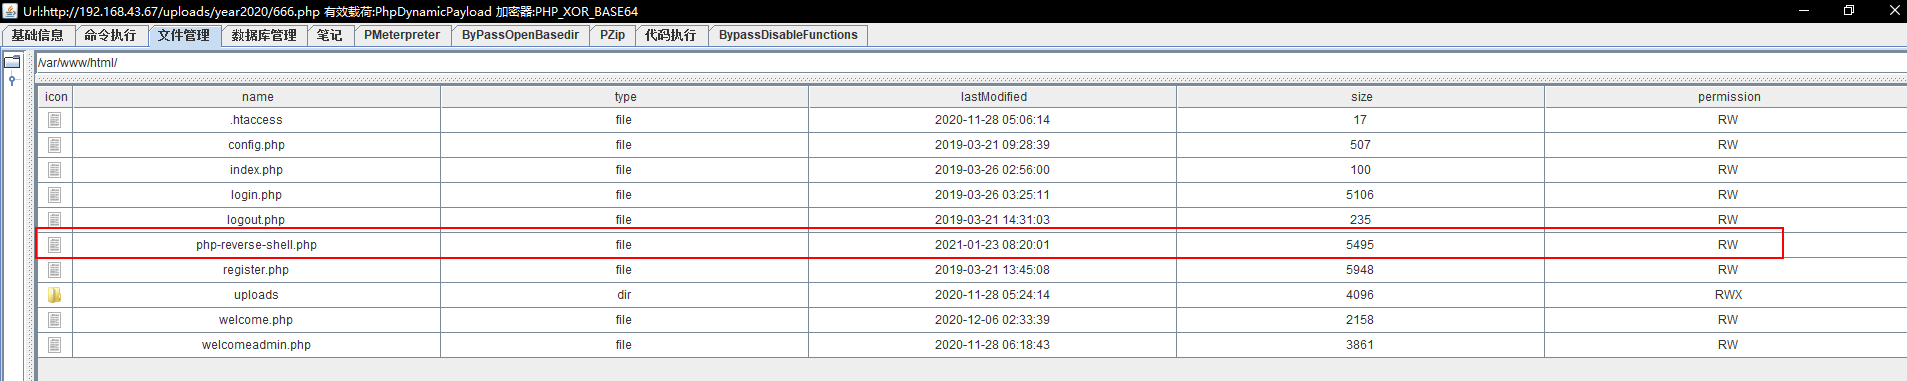 Url:http://192.168.43.67/uploads/year2020/666.php 有效载荷:PhpDynamicPayload 加密器:PHP_XOR_BASE64
基础信息 命令执行 文件管理 数据库管理 笔记 PMeterpreter ByPassOpenBasedir PZip 代码执行 BypassDisableFunctions
/var/www/html/
icon name type lastModified size permission
.htaccess file 2020-11-28 05:06:14 17 RW
config.php file 2019-03-21 09:28:39 507 RW
index.php file 2019-03-26 02:56:00 100 RW
login.php file 2019-03-26 03:25:11 5106 RW
logout.php file 2019-03-21 14:31:03 235 RW
php-reverse-shell.php file 2021-01-23 08:20:01 5495 RW
register.php file 2019-03-21 13:45:08 5948 RW
uploads dir 2020-11-28 05:24:14 4096 RWX
welcome.php file 2020-12-06 02:33:39 2158 RW
welcomeadmin.php file 2020-11-28 06:18:43 3861 RW